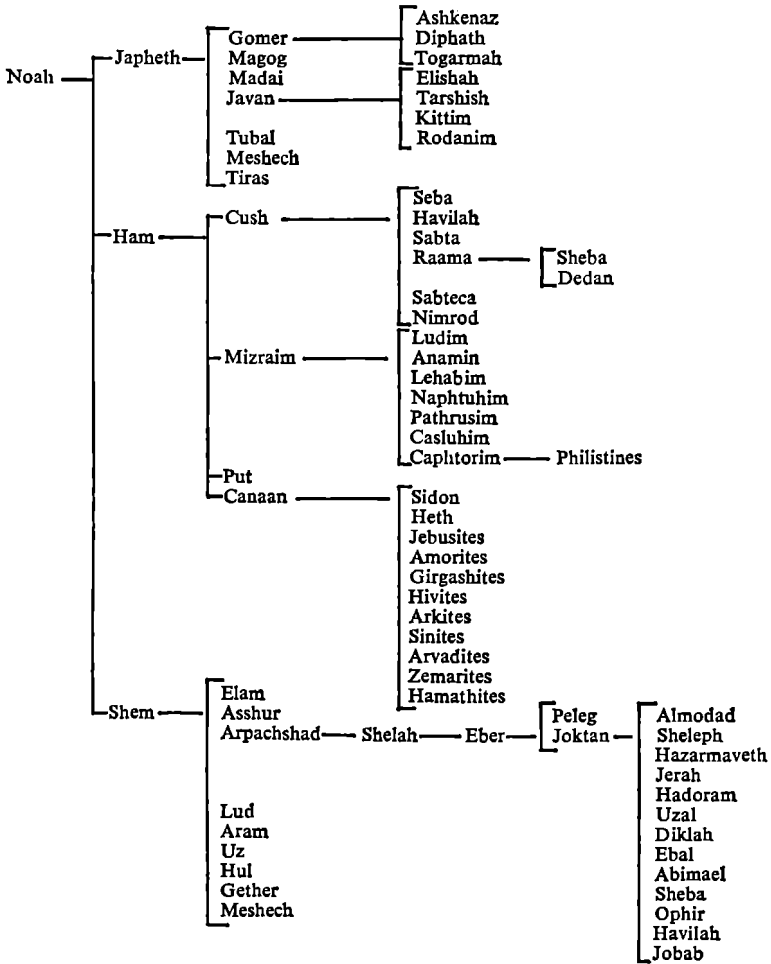 Ashkenaz
Gomer Diphath
Japheth Magog Togarmah
Noah Madai Elishah
Javan Tarshish
Kittim
Tubal Rodanim
Meshech
Tiras
Seba
Cush Havilah
Ham Sabta
Raama Sheba
Dedan
Sabteca
Nimrod
Ludim
Mizraim Anamin
Lehabim
Naphtuhim
Pathrusim
Casluhim
Caphtorim Philistines
Put
Canaan Sidon
Heth
Jebusites
Amorites
Girgashites
Hivites
Arkites
Sinites
Arvadites
Zemarites
Elam Hamathites
Shem Asshur Peleg Almodad
Arpachshad Shelah Eber Joktan Sheleph
Hazarmaveth
Jerah
Hadoram
Lud Uzal
Aram Diklah
Uz Ebal
Hul Abimael
Gether Sheba
Meshech Ophir
Havilah
Jobab